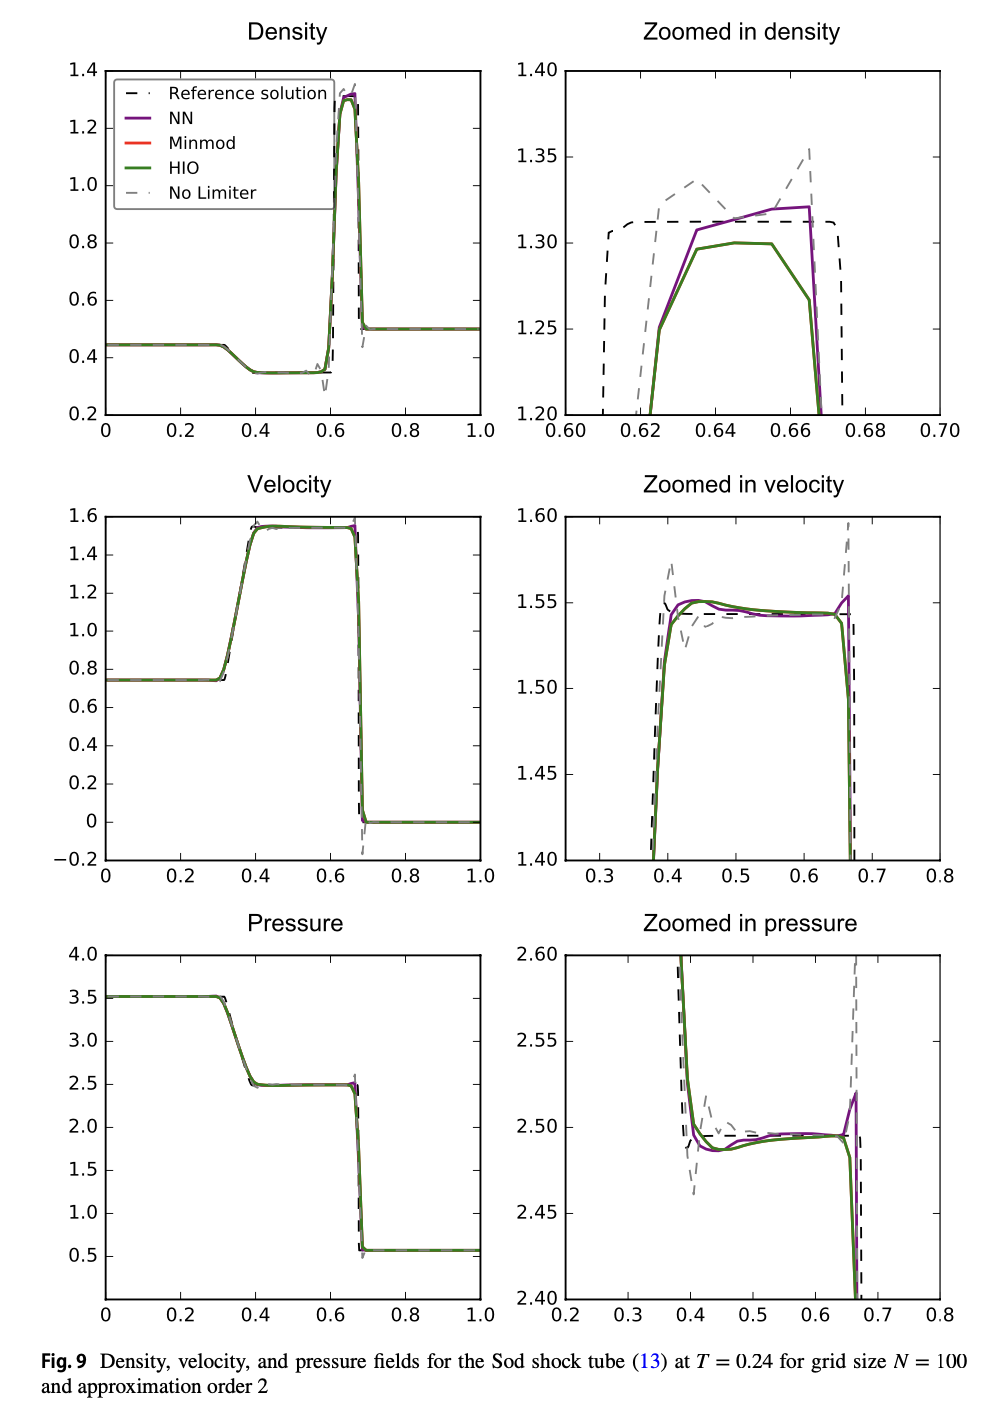 Density
1.4
1.2
1.0
0.8
0.6
0.4
0.2
0 0.2 0.4 0.6 0.8 1.0
Reference solution
NN
Minmod
HIO
No Limiter
Zoomed in density
1.40
1.35
1.30
1.25
1.20
0.60 0.62 0.64 0.66 0.68 0.70
Velocity
1.6
1.4
1.2
1.0
0.8
0.6
0.4
0.2
0
−0.2
0 0.2 0.4 0.6 0.8 1.0
Zoomed in velocity
1.60
1.55
1.50
1.45
1.40
0.3 0.4 0.5 0.6 0.7 0.8
Pressure
4.0
3.5
3.0
2.5
2.0
1.5
1.0
0.5
0 0.2 0.4 0.6 0.8 1.0
Zoomed in pressure
2.60
2.55
2.50
2.45
2.40
0.2 0.3 0.4 0.5 0.6 0.7 0.8
Fig. 9 Density, velocity, and pressure fields for the Sod shock tube (13) at T = 0.24 for grid size N = 100
and approximation order 2